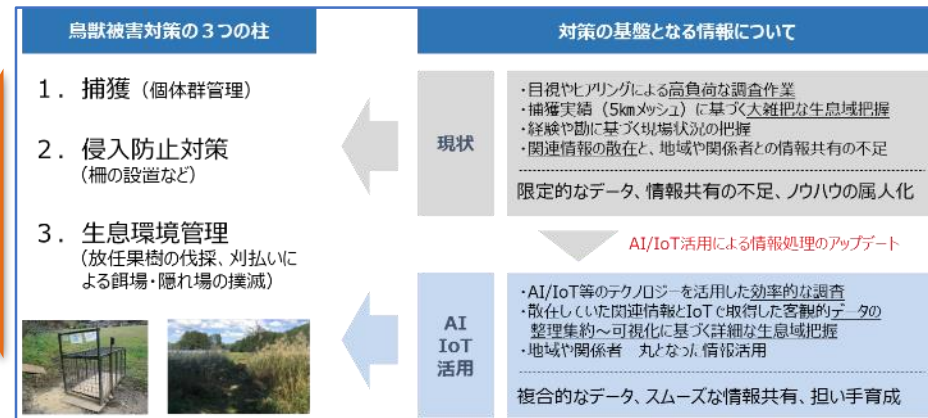 鳥獣被害対策の3つの柱
1．捕獲（個体群管理）
2．侵入防止対策
（柵の設置など）
3．生息環境管理
（放任果樹の伐採、刈払いに
よる餌場・隠れ場の撲滅）
対策の基盤となる情報について
現状
・目視やヒアリングによる高負荷な調査作業
・捕獲実績（5kmメッシュ）に基づく大雑把な生息域把握
・経験や勘に基づく現場状況の把握
・関連情報の散在と、地域や関係者との情報共有の不足
限定的なデータ、情報共有の不足、ノウハウの属人化
AI/IoT活用による情報処理のアップデート
AI
IoT
活用
・AI/IoT等のテクノロジーを活用した効率的な調査
・散在していた関連情報とIoTで取得した客観的データの
整理集約～可視化に基づく詳細な生息域把握
・地域や関係者 丸となった情報活用
複合的なデータ、スムーズな情報共有、担い手育成